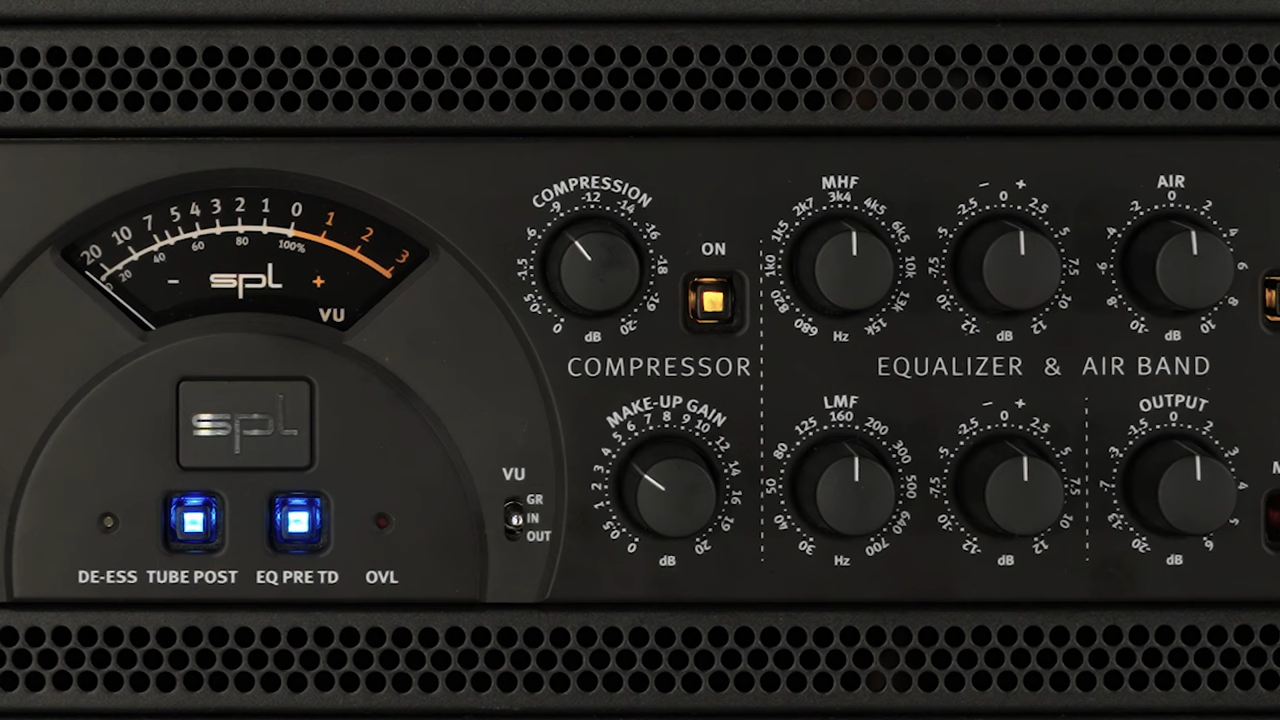 20 10 7 5 4 3 2 1 0 1 2 3
0 20 40 60 80 100%
- spl +
VU
spl
DE-ESS TUBE POST EQ PRE TD OVL
VU
GR
IN
OUT
COMPRESSION
0 -0.5 -1.5 -6 -9 -12 -14 -16 -18 -19 -20
dB
ON
COMPRESSOR
MAKE-UP GAIN
0 0.5 1 2 3 4 5 6 7 8 9 10 12 14 16 19 20
dB
MHF
680 820 1k0 1k5 2k7 3k4 4k5 6k5 10k 13k 15k
Hz
- +
-12 -10 -7.5 -5 -2.5 0 2.5 5 7.5 10 12
dB
AIR
-10 -8 -6 -4 -2 0 2 4 6 8 10
dB
EQUALIZER & AIR BAND
LMF
30 40 50 80 125 160 200 300 500 640 700
Hz
- +
-12 -10 -7.5 -5 -2.5 0 2.5 5 7.5 10 12
dB
OUTPUT
-20 -13 -7 -3 -1.5 0 2 3 4 5 6
dB